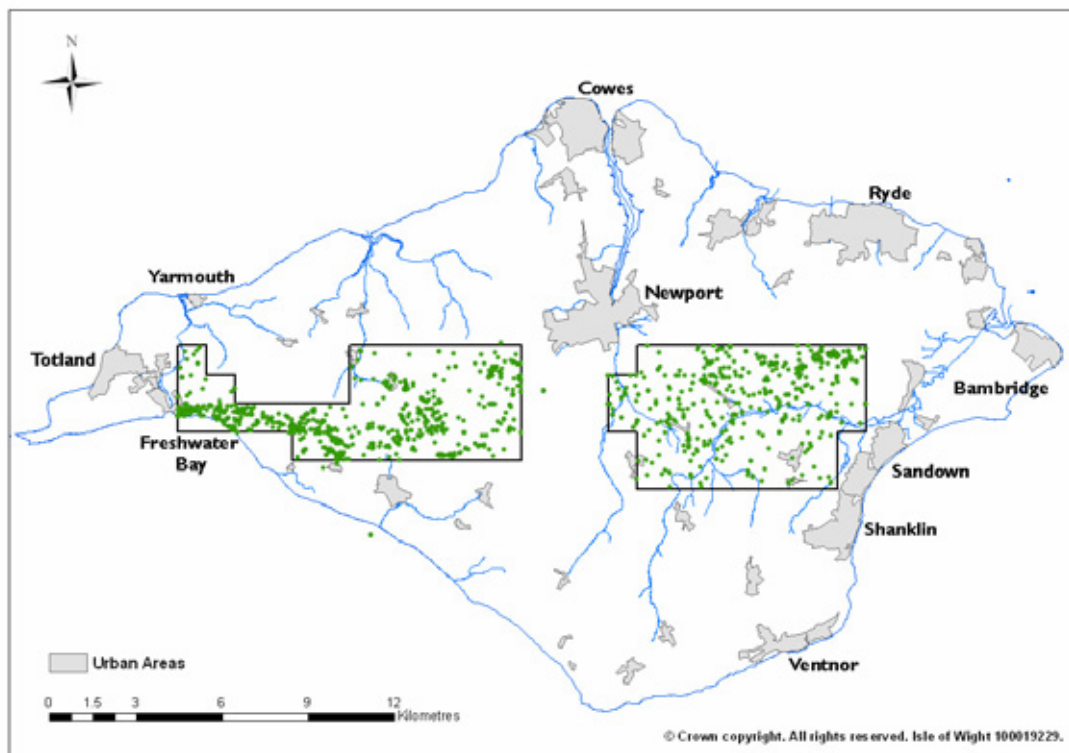 N
Cowes
Ryde
Yarmouth
Newport
Totland
Bambridge
Freshwater
Bay
Sandown
Shanklin
Urban Areas
Ventnor
0 1.5 3 6 9 12
Kilometres
© Crown copyright. All rights reserved. Isle of Wight 100019229.